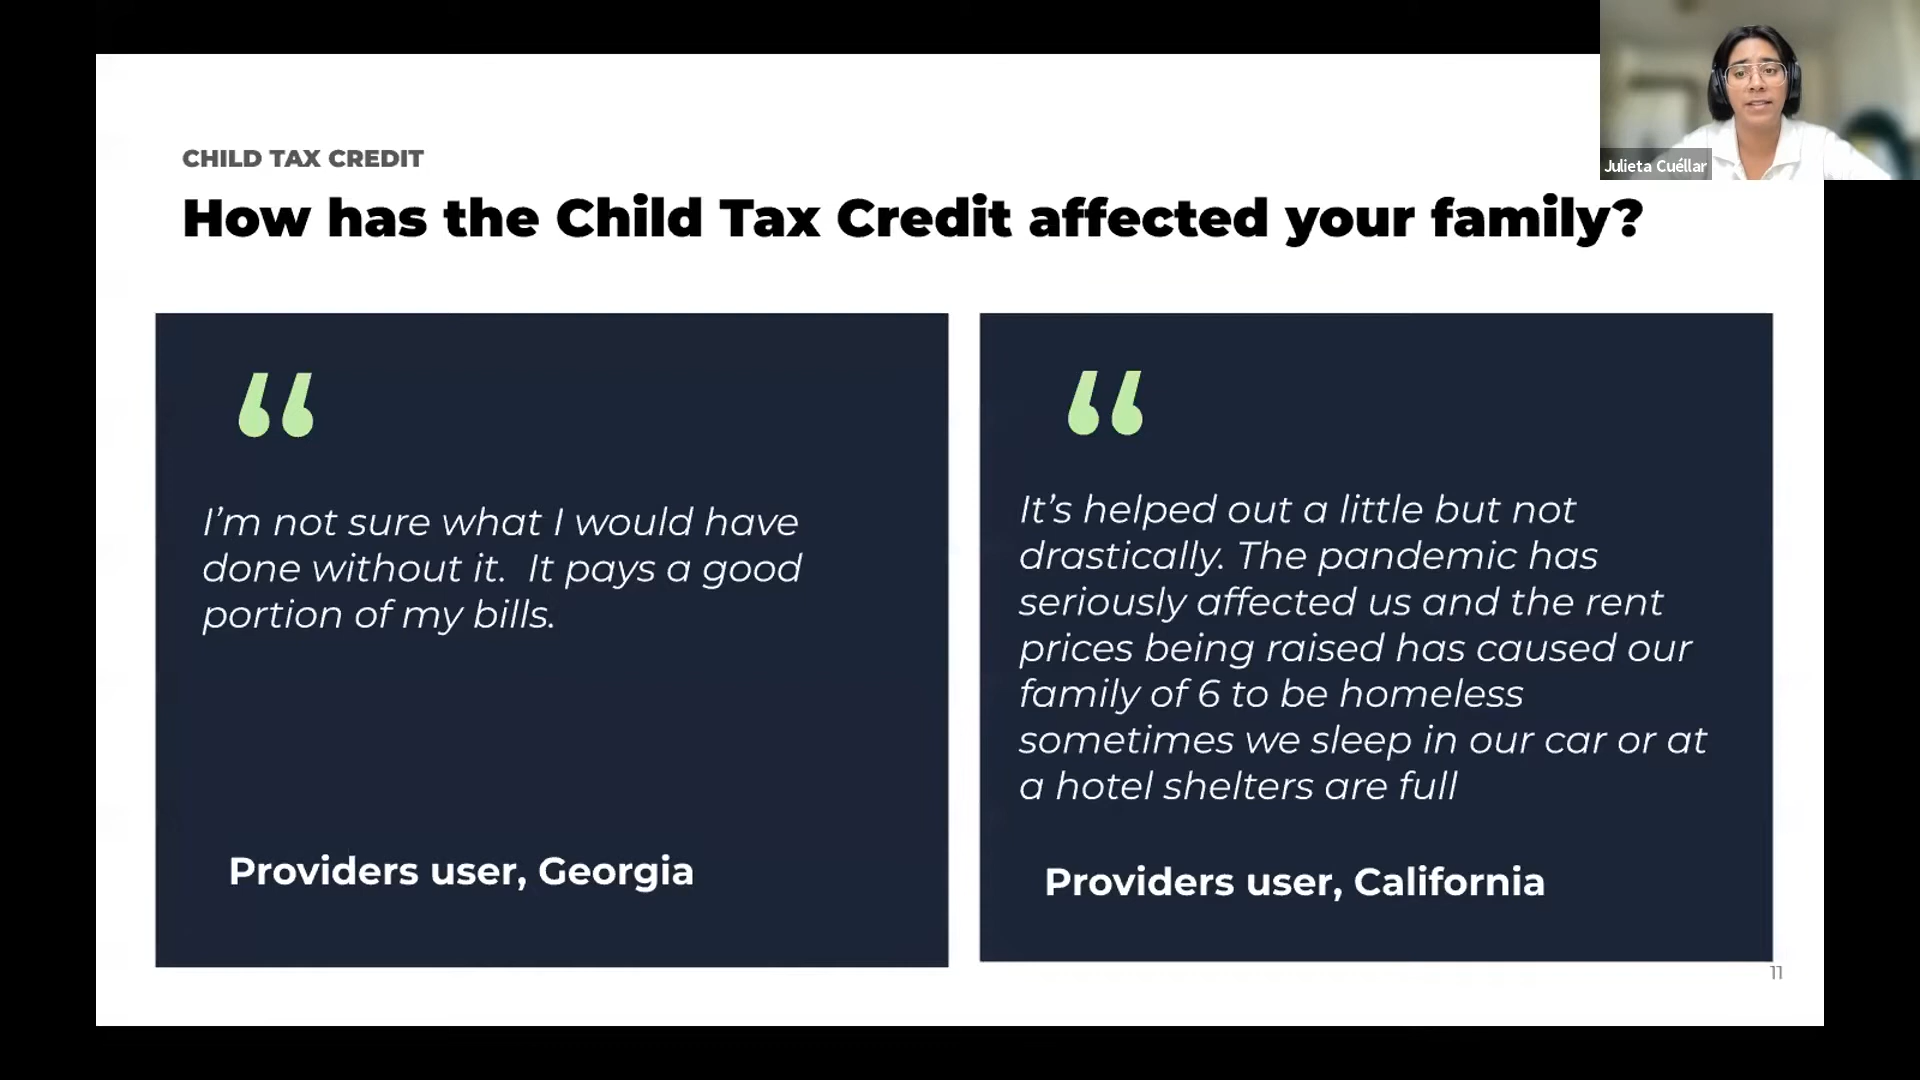 Julieta Cuéllar
CHILD TAX CREDIT
How has the Child Tax Credit affected your family?
“
I’m not sure what I would have
done without it.  It pays a good
portion of my bills.
Providers user, Georgia
“
It’s helped out a little but not
drastically. The pandemic has
seriously affected us and the rent
prices being raised has caused our
family of 6 to be homeless
sometimes we sleep in our car or at
a hotel shelters are full
Providers user, California
11